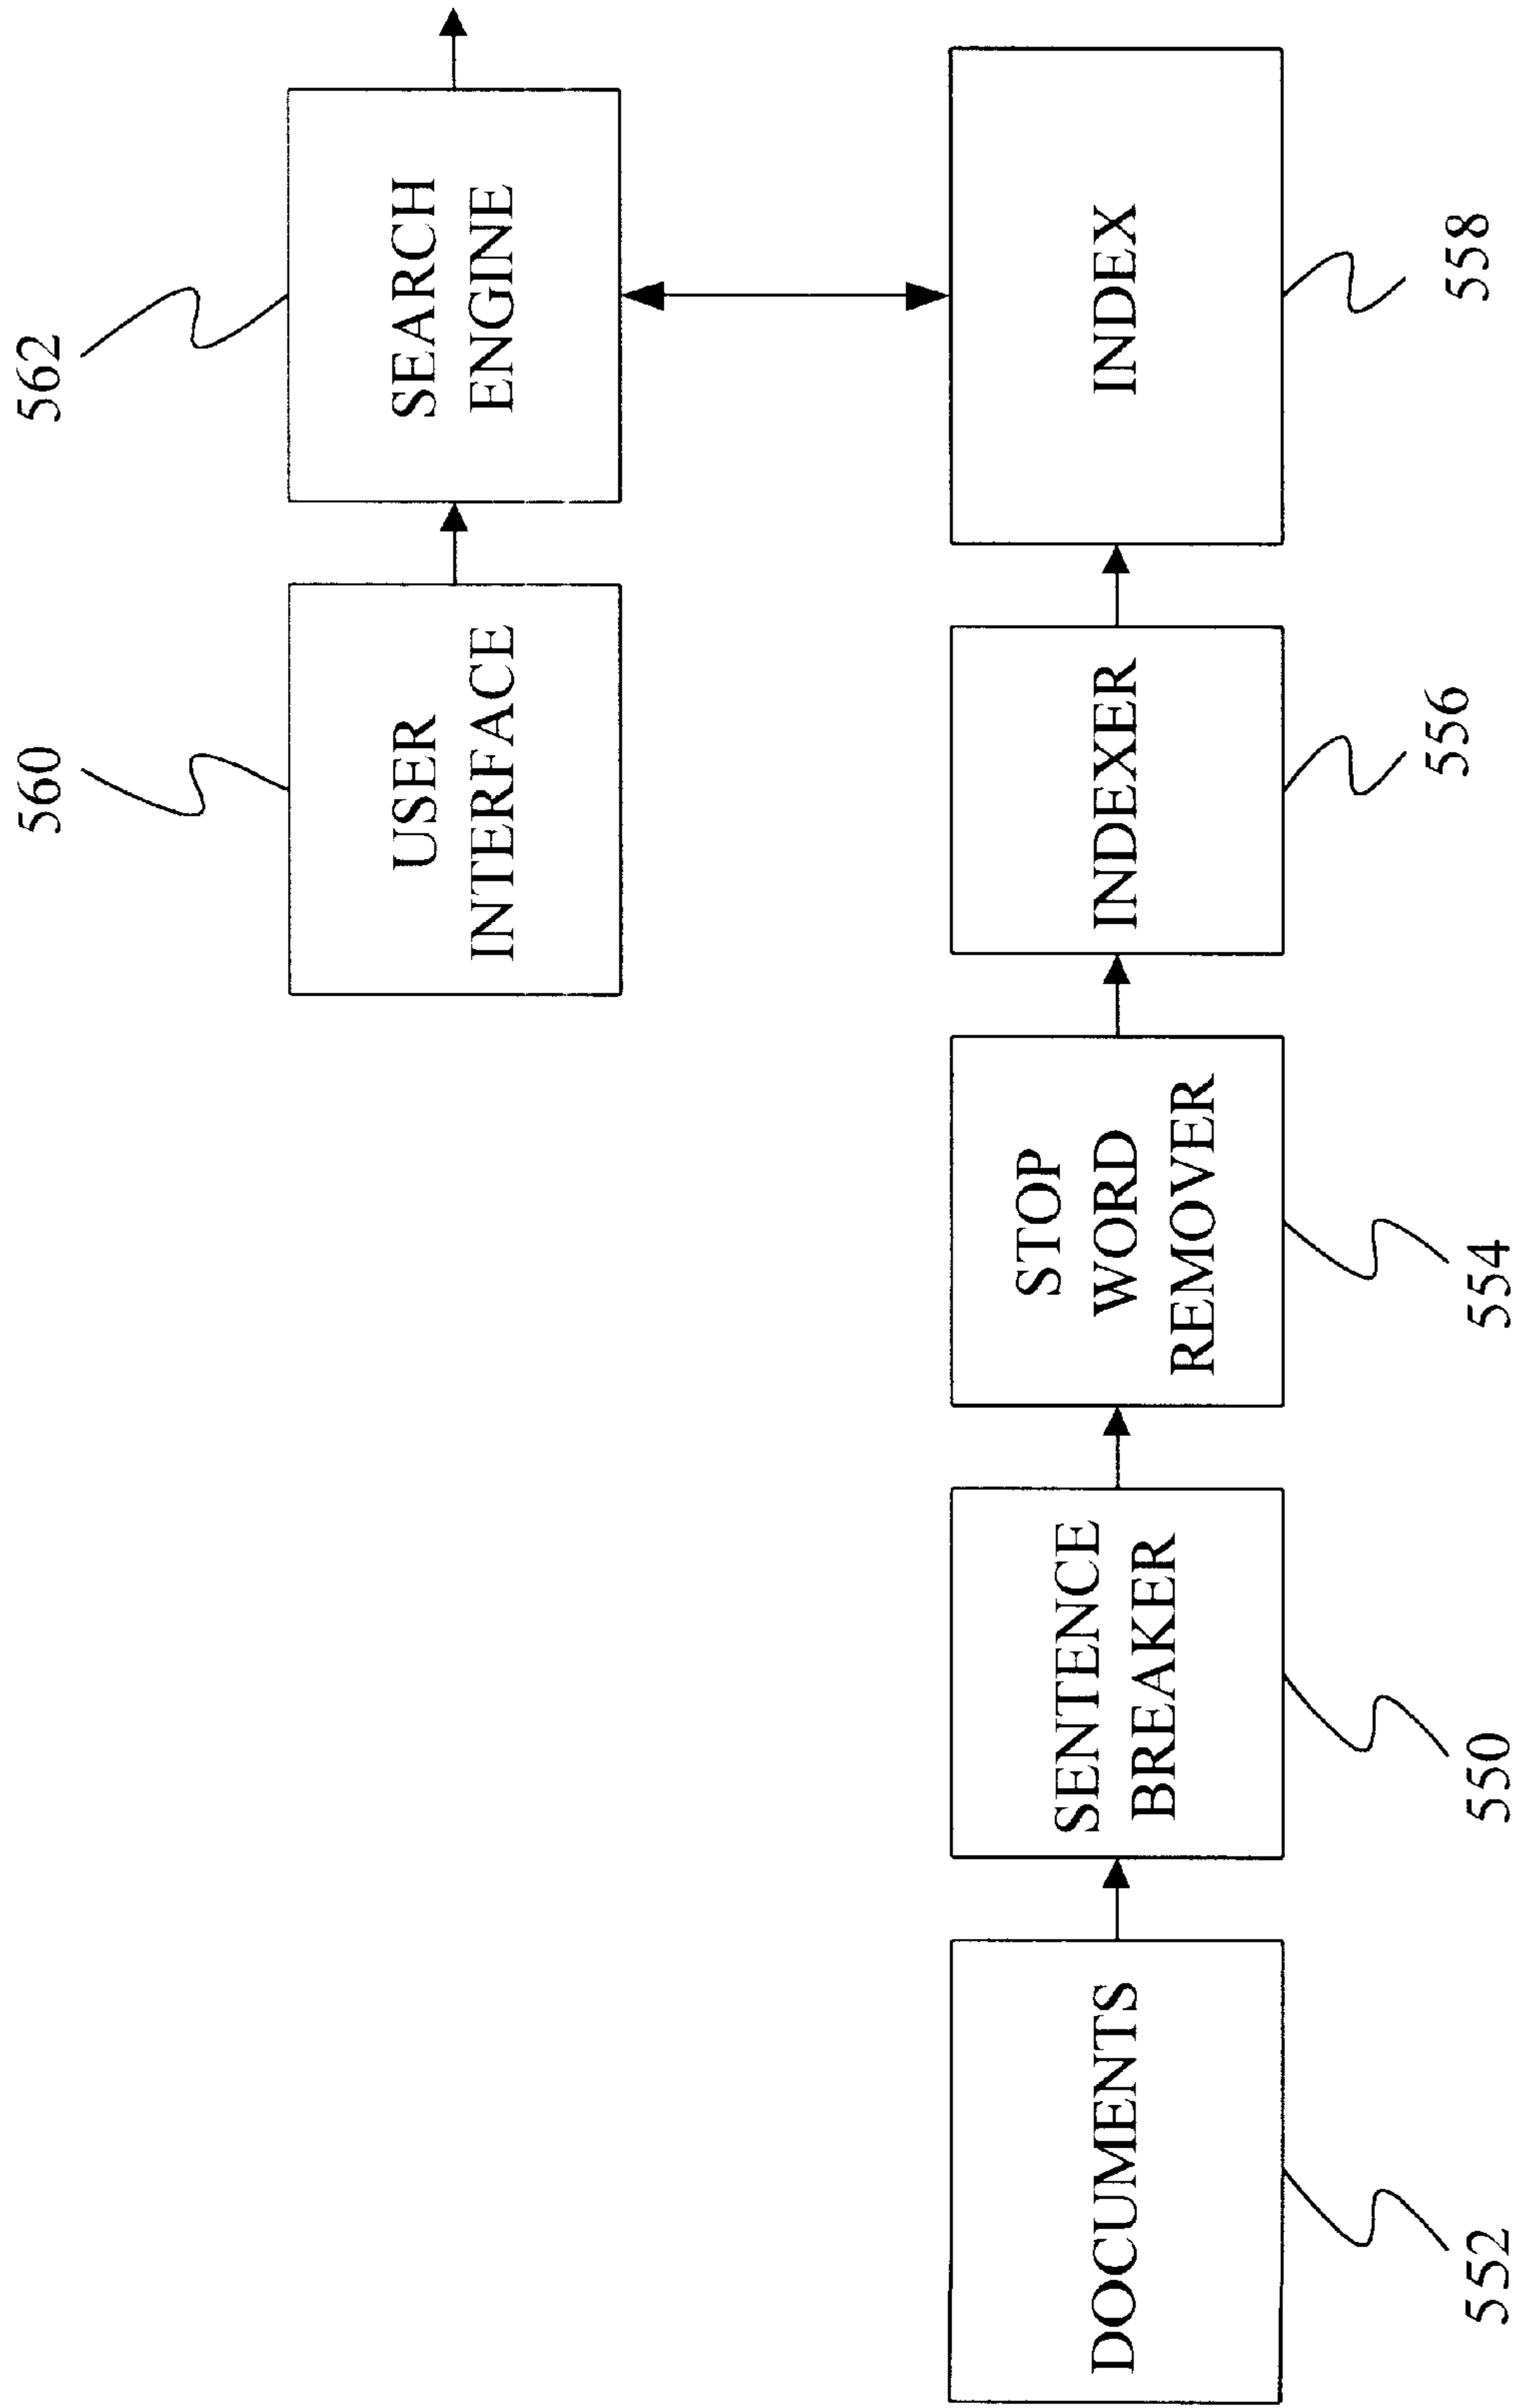 560
562
USER
INTERFACE
SEARCH
ENGINE
DOCUMENTS
SENTENCE
BREAKER
STOP
WORD
REMOVER
INDEXER
INDEX
552
550
554
556
558